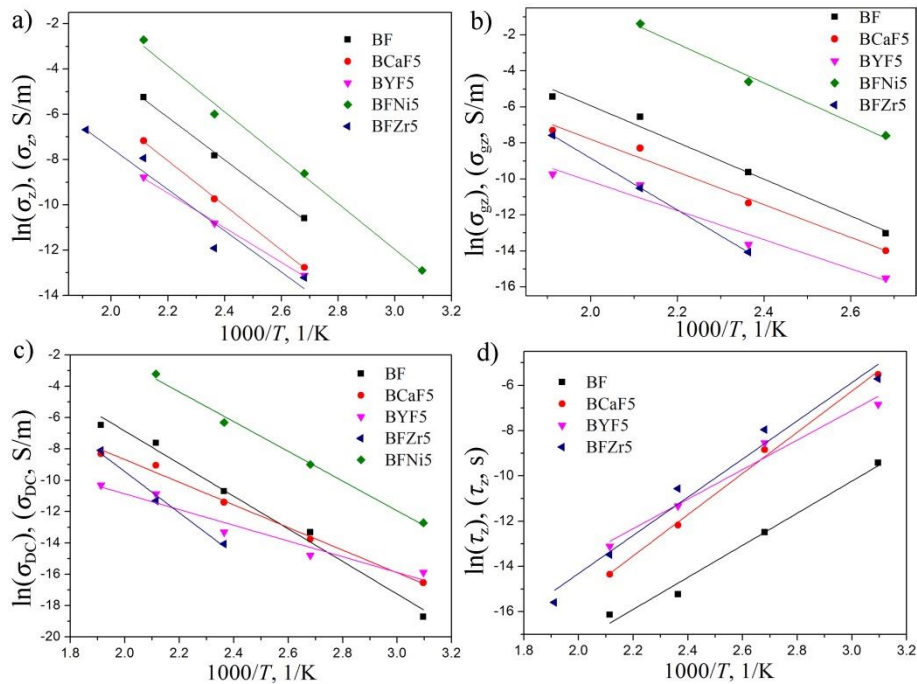 a)
-2
-4
-6
-8
-10
-12
-14
ln(σz), (σz, S/m)
BF
BCaF5
BYF5
BFNi5
BFZr5
2.0 2.2 2.4 2.6 2.8 3.0 3.2
1000/T, 1/K
b)
-2
-4
-6
-8
-10
-12
-14
-16
ln(σgz), (σgz, S/m)
BF
BCaF5
BYF5
BFNi5
BFZr5
2.0 2.2 2.4 2.6
1000/T, 1/K
c)
-2
-4
-6
-8
-10
-12
-14
-16
-18
-20
ln(σDC), (σDC, S/m)
BF
BCaF5
BYF5
BFZr5
BFNi5
1.8 2.0 2.2 2.4 2.6 2.8 3.0 3.2
1000/T, 1/K
d)
-6
-8
-10
-12
-14
-16
ln(τz), (τz, s)
BF
BCaF5
BYF5
BFZr5
1.8 2.0 2.2 2.4 2.6 2.8 3.0 3.2
1000/T, 1/K